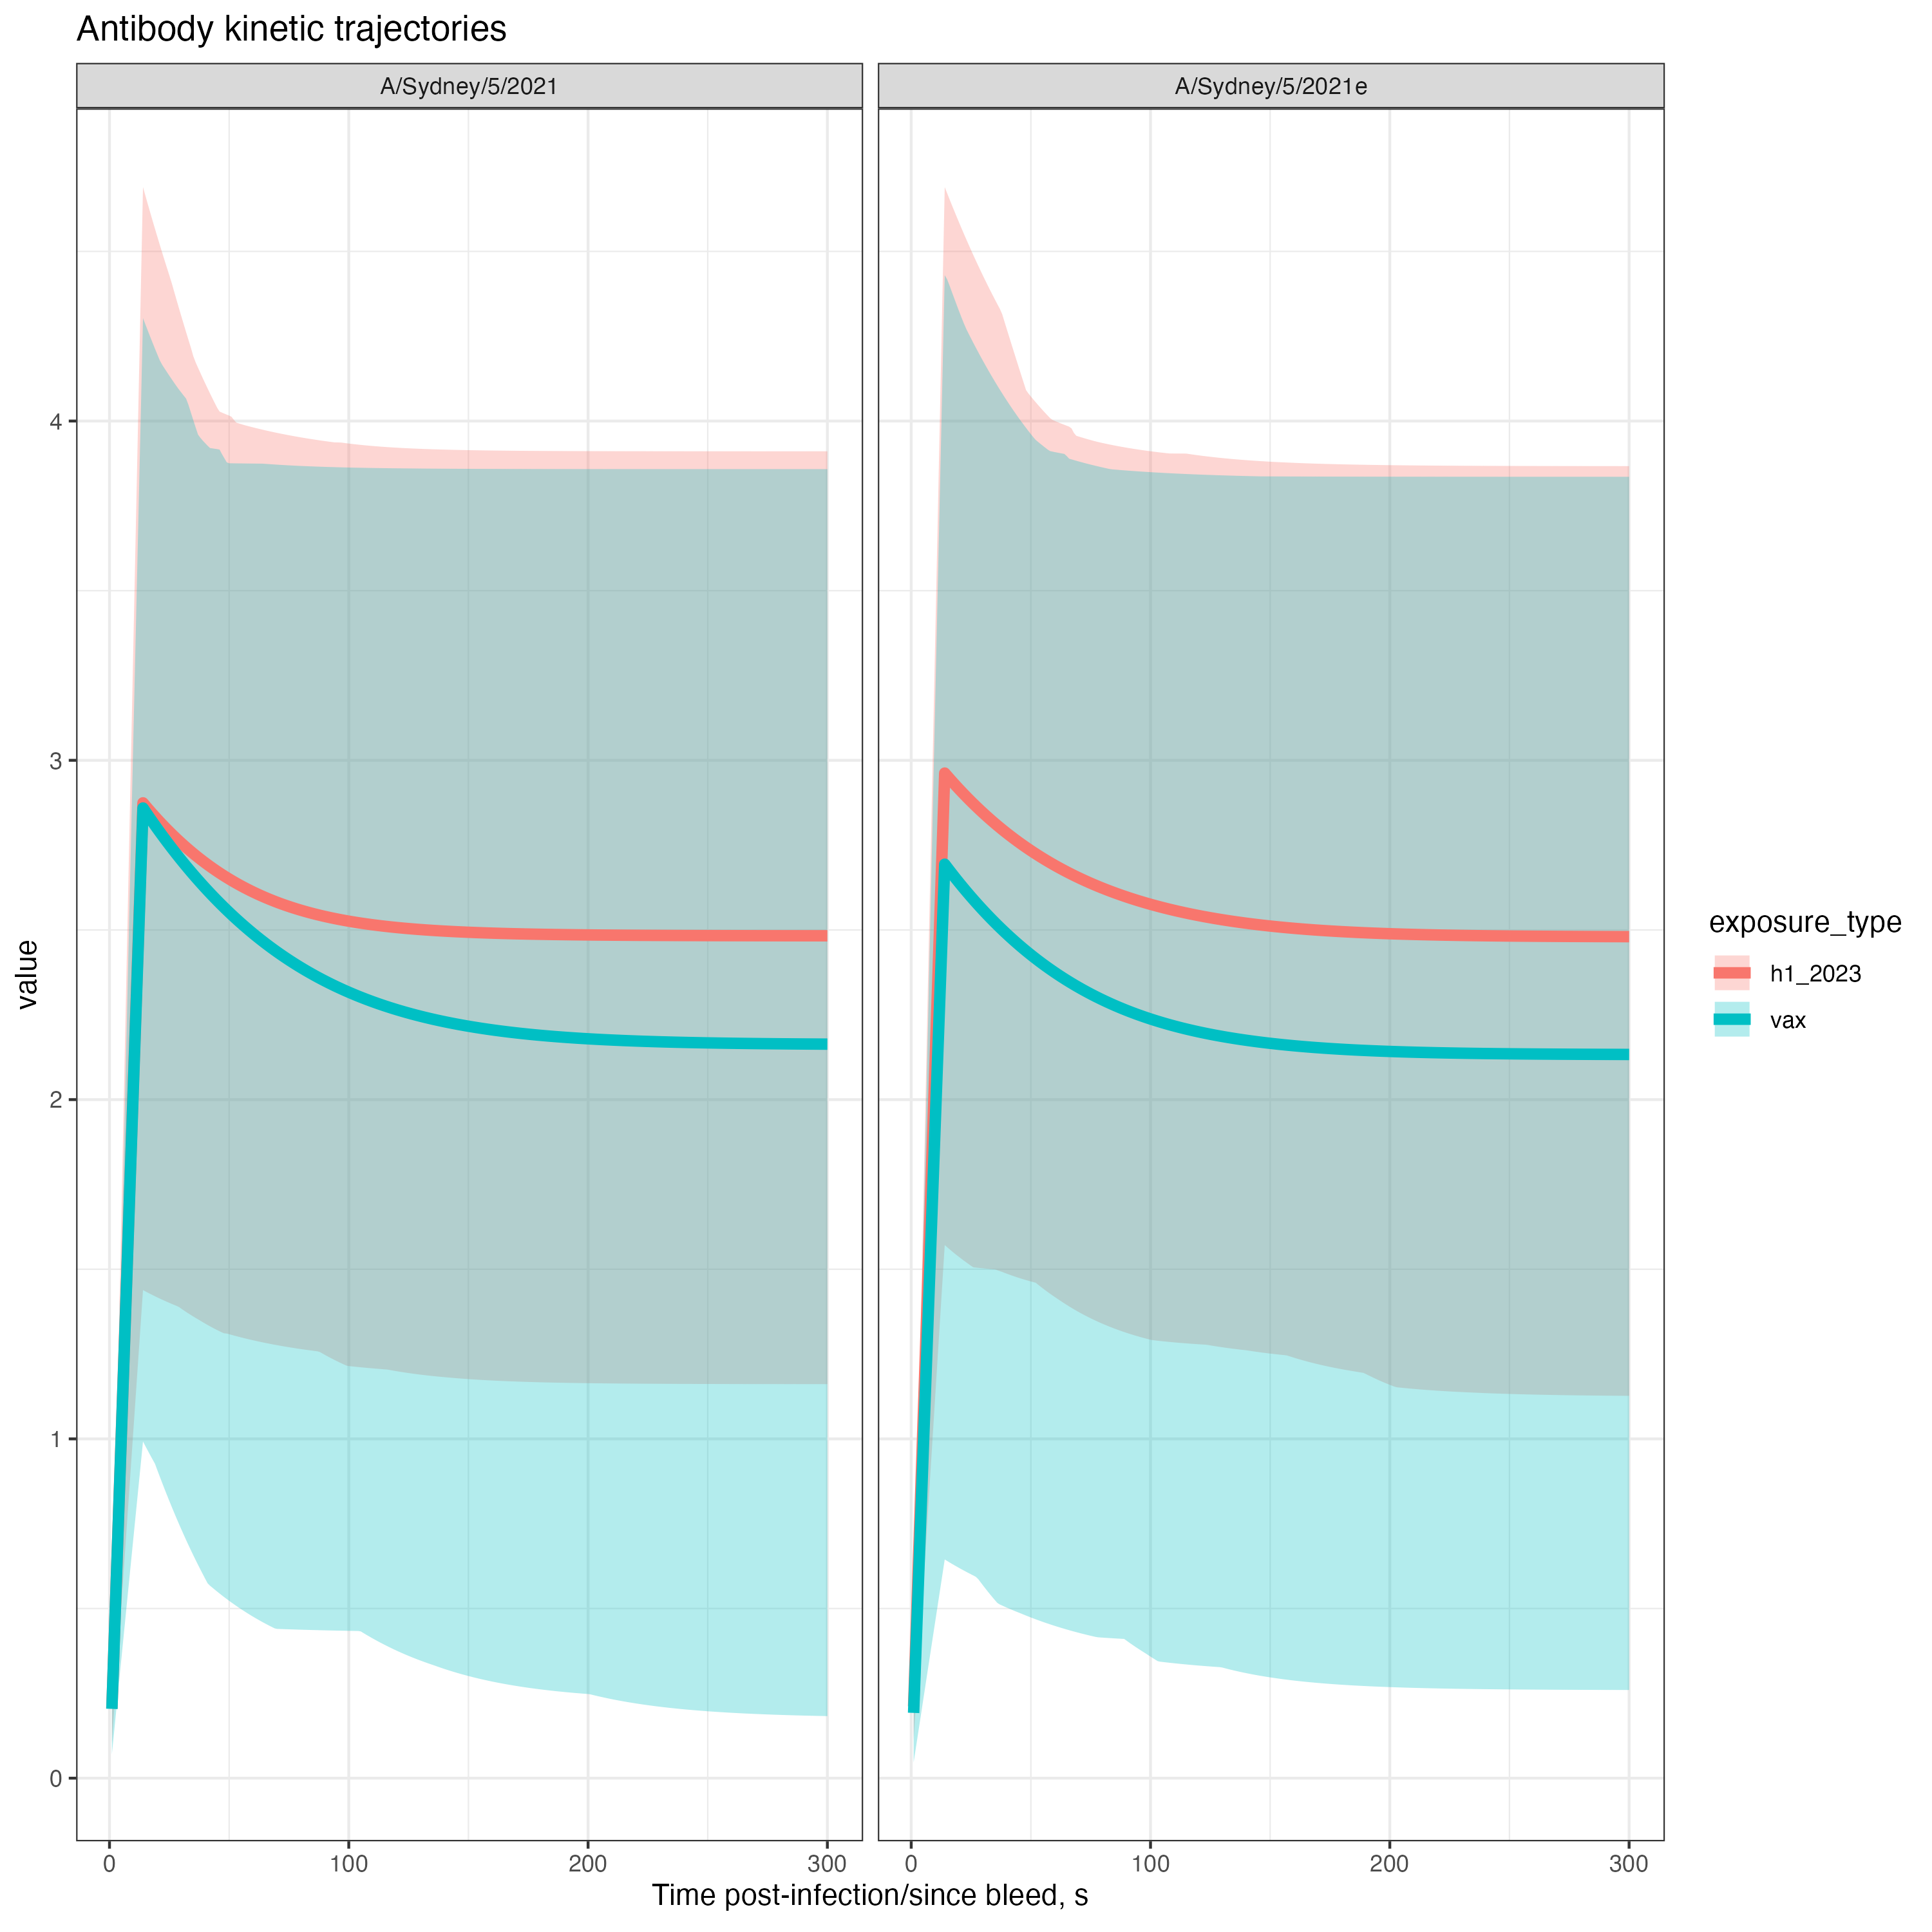 Antibody kinetic trajectories
A/Sydney/5/2021
A/Sydney/5/2021e
value
4
3
2
1
0
0
100
200
300
0
100
200
300
Time post-infection/since bleed, s
exposure_type
h1_2023
vax